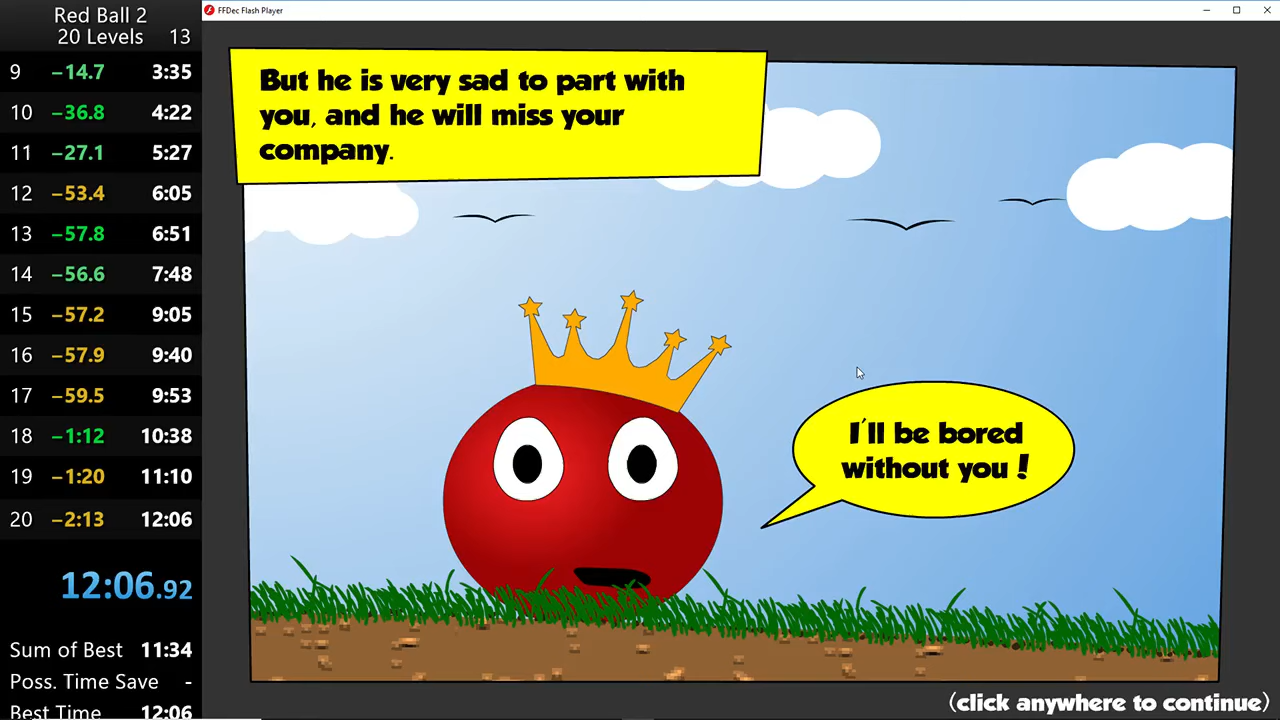 Red Ball 2
20 Levels 13
9 −14.7 3:35
10 −36.8 4:22
11 −27.1 5:27
12 −53.4 6:05
13 −57.8 6:51
14 −56.6 7:48
15 −57.2 9:05
16 −57.9 9:40
17 −59.5 9:53
18 −1:12 10:38
19 −1:20 11:10
20 −2:13 12:06
12:06.92
Sum of Best 11:34
Poss. Time Save -
Best Time 12:06
FFDec Flash Player
But he is very sad to part with
you, and he will miss your
company.
I'll be bored
without you!
(click anywhere to continue)